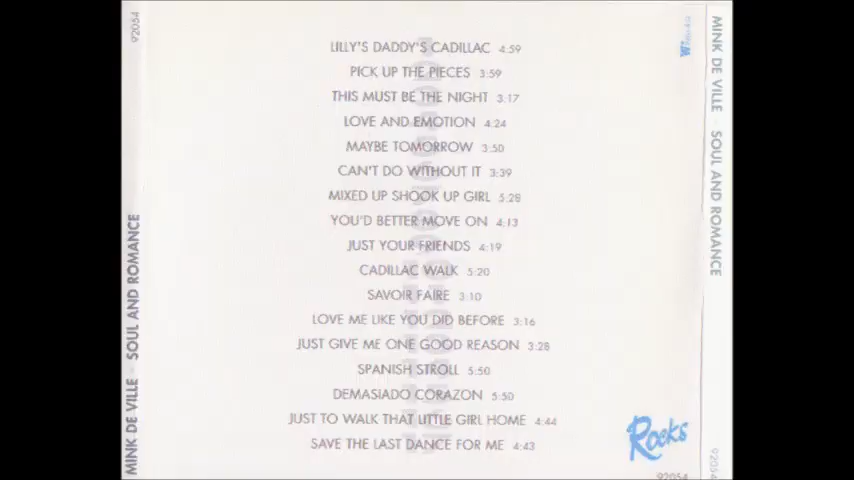 92054
MINK DE VILLE - SOUL AND ROMANCE
LILLY'S DADDY'S CADILLAC 4:59
PICK UP THE PIECES 3:59
THIS MUST BE THE NIGHT 3:17
LOVE AND EMOTION 4:24
MAYBE TOMORROW 3:50
CAN'T DO WITHOUT IT 3:39
MIXED UP SHOOK UP GIRL 5:28
YOU'D BETTER MOVE ON 4:13
JUST YOUR FRIENDS 4:19
CADILLAC WALK 5:20
SAVOIR FAIRE 3:10
LOVE ME LIKE YOU DID BEFORE 3:16
JUST GIVE ME ONE GOOD REASON 3:28
SPANISH STROLL 5:50
DEMASIADO CORAZON 5:50
JUST TO WALK THAT LITTLE GIRL HOME 4:44
SAVE THE LAST DANCE FOR ME 4:43
Rocks
92054
MINK DE VILLE - SOUL AND ROMANCE
92054